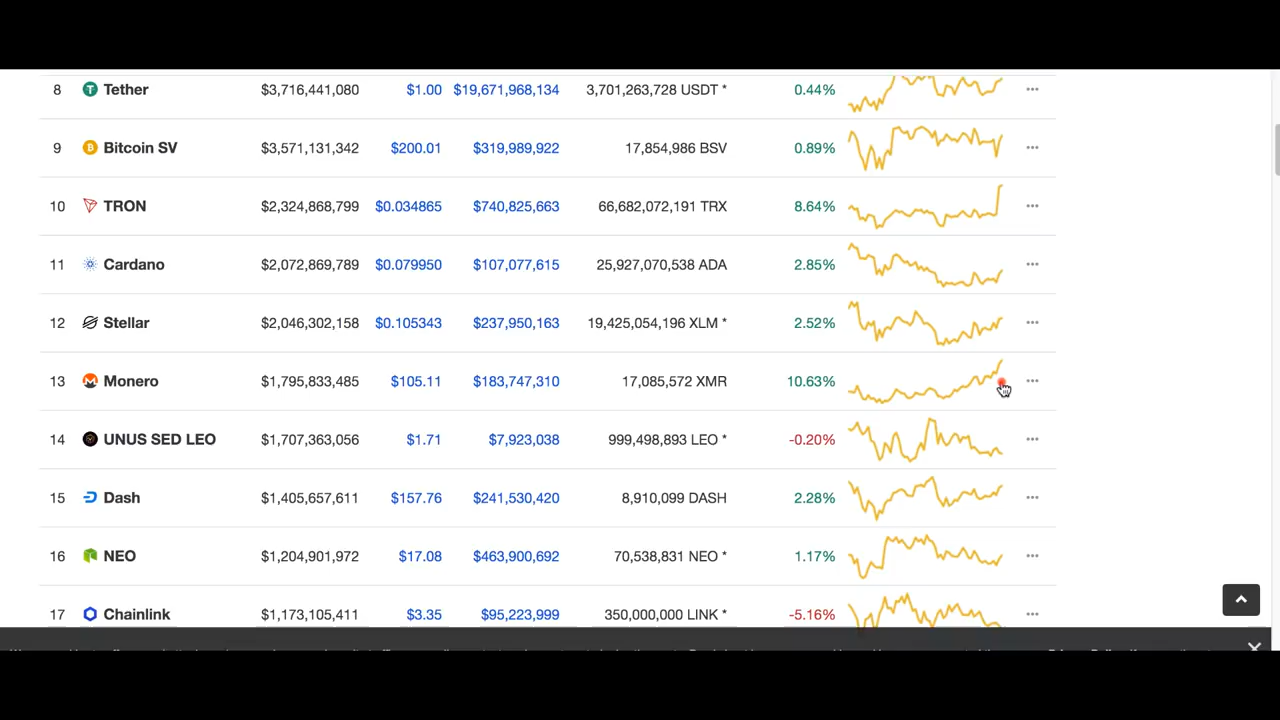 8 Tether $3,716,441,080 $1.00 $19,671,968,134 3,701,263,728 USDT * 0.44%
9 Bitcoin SV $3,571,131,342 $200.01 $319,989,922 17,854,986 BSV 0.89%
10 TRON $2,324,868,799 $0.034865 $740,825,663 66,682,072,191 TRX 8.64%
11 Cardano $2,072,869,789 $0.079950 $107,077,615 25,927,070,538 ADA 2.85%
12 Stellar $2,046,302,158 $0.105343 $237,950,163 19,425,054,196 XLM * 2.52%
13 Monero $1,795,833,485 $105.11 $183,747,310 17,085,572 XMR 10.63%
14 UNUS SED LEO $1,707,363,056 $1.71 $7,923,038 999,498,893 LEO * -0.20%
15 Dash $1,405,657,611 $157.76 $241,530,420 8,910,099 DASH 2.28%
16 NEO $1,204,901,972 $17.08 $463,900,692 70,538,831 NEO * 1.17%
17 Chainlink $1,173,105,411 $3.35 $95,223,999 350,000,000 LINK * -5.16%